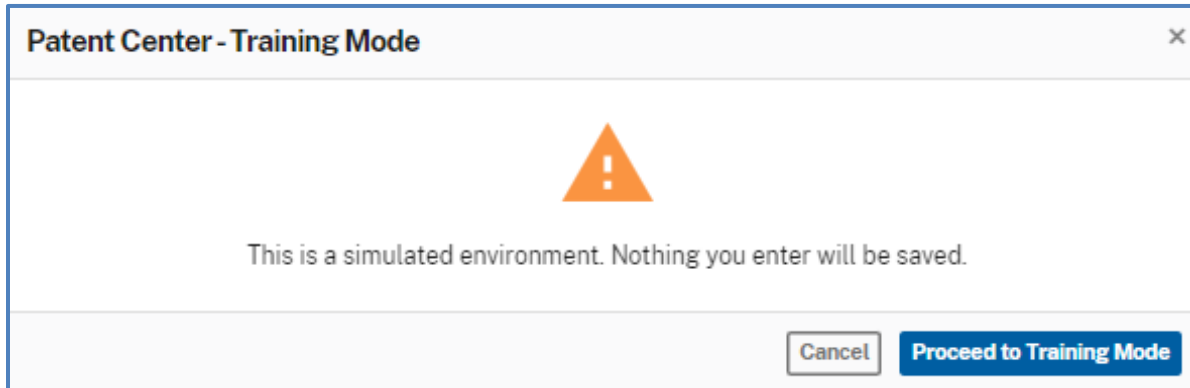 Patent Center - Training Mode
This is a simulated environment. Nothing you enter will be saved.
Cancel
Proceed to Training Mode